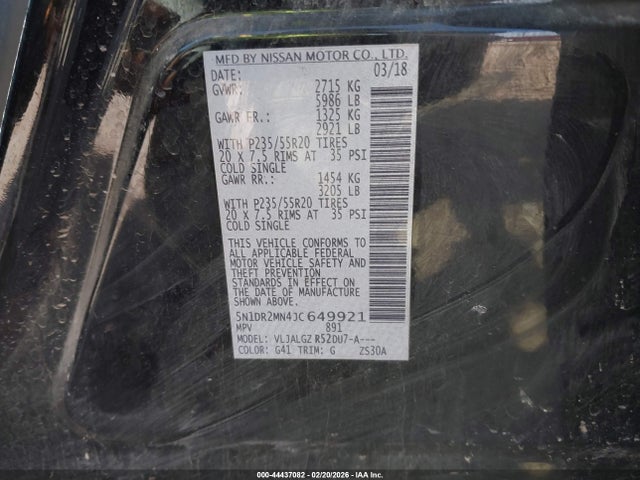 MFD BY NISSAN MOTOR CO., LTD.
DATE: 03/18
GVWR: 2715 KG
5986 LB
GAWR FR.: 1325 KG
2921 LB
WITH P235/55R20 TIRES
20 X 7.5 RIMS AT 35 PSI
COLD SINGLE
GAWR RR.: 1454 KG
3205 LB
WITH P235/55R20 TIRES
20 X 7.5 RIMS AT 35 PSI
COLD SINGLE
THIS VEHICLE CONFORMS TO
ALL APPLICABLE FEDERAL
MOTOR VEHICLE SAFETY AND
THEFT PREVENTION
STANDARDS IN EFFECT ON THE
DATE OF MANUFACTURE
SHOWN ABOVE.
5N1DR2MN4JC649921
MPV 891
MODEL: VLJALGZ R52DU7-A---
COLOR: G41 TRIM: G ZS30A
000-44437082 - 02/20/2026 - IAA Inc.